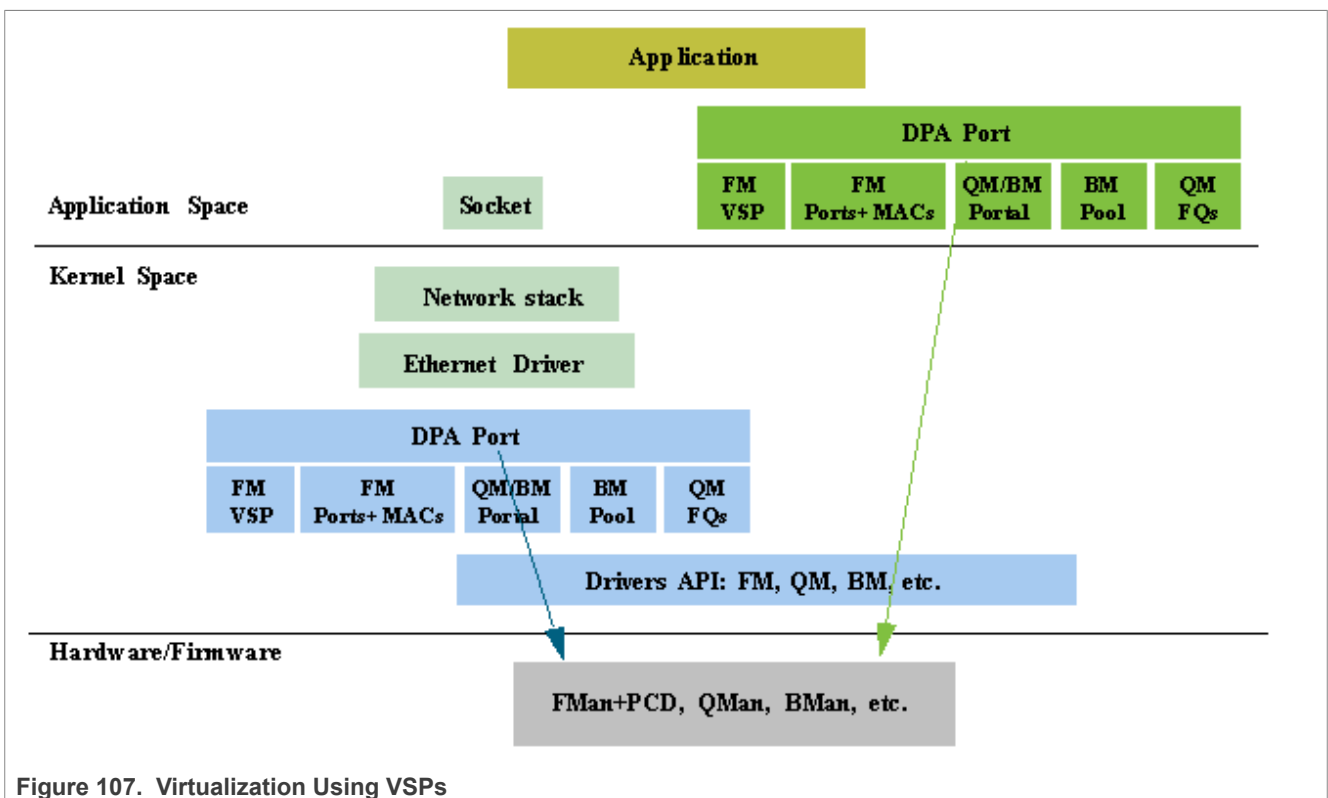 Application
DPA Port
FM VSP
FM Ports+ MACs
QM/BM Portal
BM Pool
QM FQs
Application Space
Socket
Kernel Space
Network stack
Ethernet Driver
DPA Port
FM VSP
FM Ports+ MACs
QM/BM Portal
BM Pool
QM FQs
Drivers API: FM, QM, BM, etc.
Hardware/Firmware
FMan+PCD, QMan, BMan, etc.
Figure 107. Virtualization Using VSPs